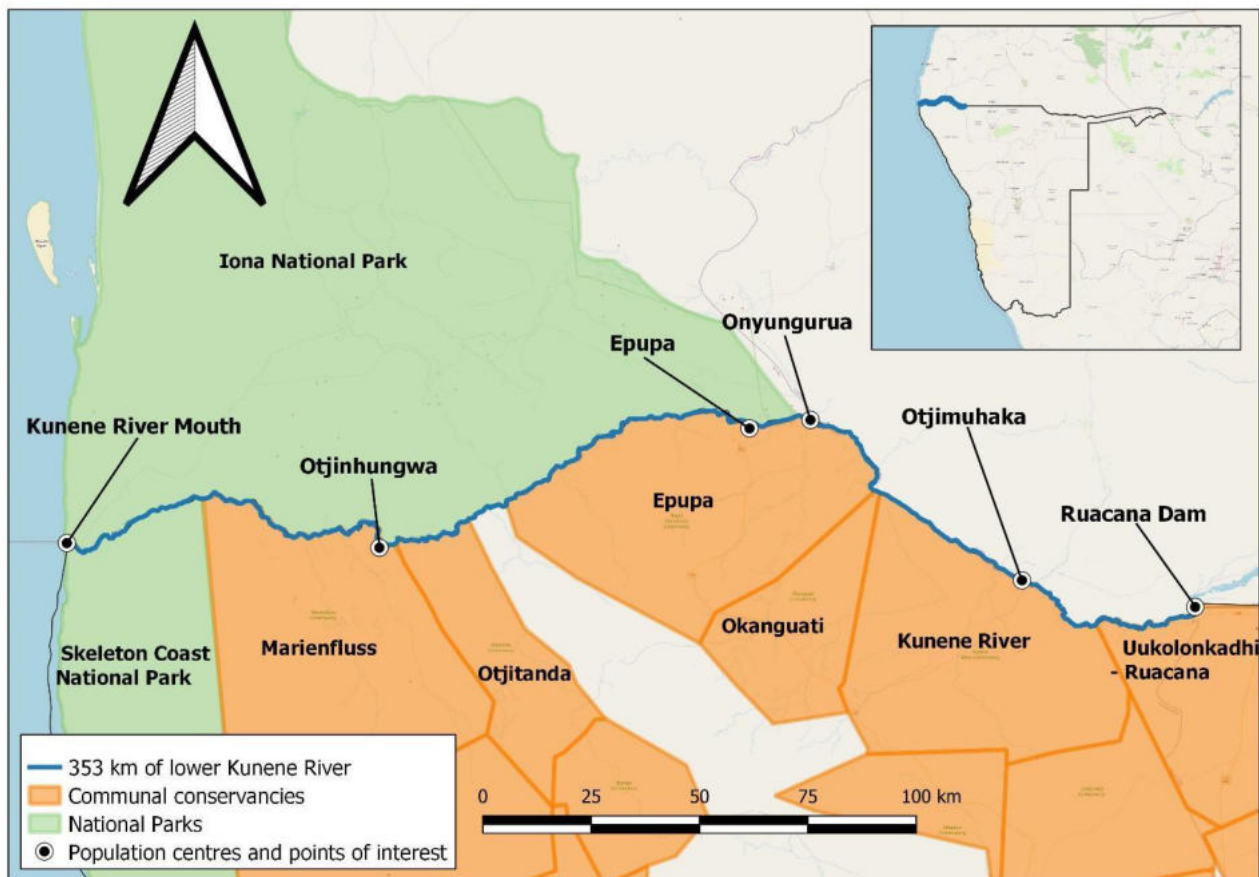 Iona National Park
Onyungurua
Epupa
Otjimuhaka
Kunene River Mouth
Otjinhungwa
Epupa
Ruacana Dam
Okanguati
Kunene River
Marienfluss
Skeleton Coast
National Park
Otjitanda
Uukolonkadhi
- Ruacana
353 km of lower Kunene River
Communal conservancies
National Parks
Population centres and points of interest
0 25 50 75 100 km